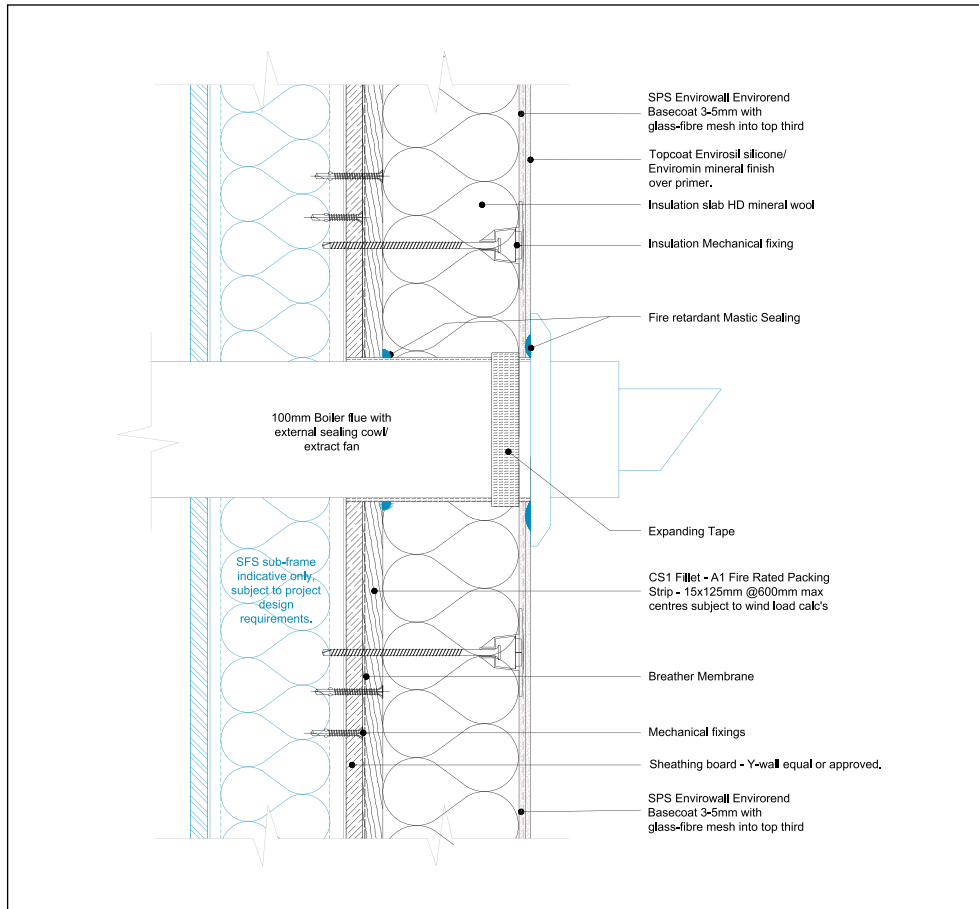 SPS Envirowall Envirorend
Basecoat 3-5mm with
glass-fibre mesh into top third
Topcoat Envirosil silicone/
Enviromin mineral finish
over primer.
Insulation slab HD mineral wool
Insulation Mechanical fixing
Fire retardant Mastic Sealing
100mm Boiler flue with
external sealing cowl/
extract fan
Expanding Tape
SFS sub-frame
indicative only,
subject to project
design
requirements.
CS1 Fillet - A1 Fire Rated Packing
Strip - 15x125mm @600mm max
centres subject to wind load calc's
Breather Membrane
Mechanical fixings
Sheathing board - Y-wall equal or approved.
SPS Envirowall Envirorend
Basecoat 3-5mm with
glass-fibre mesh into top third